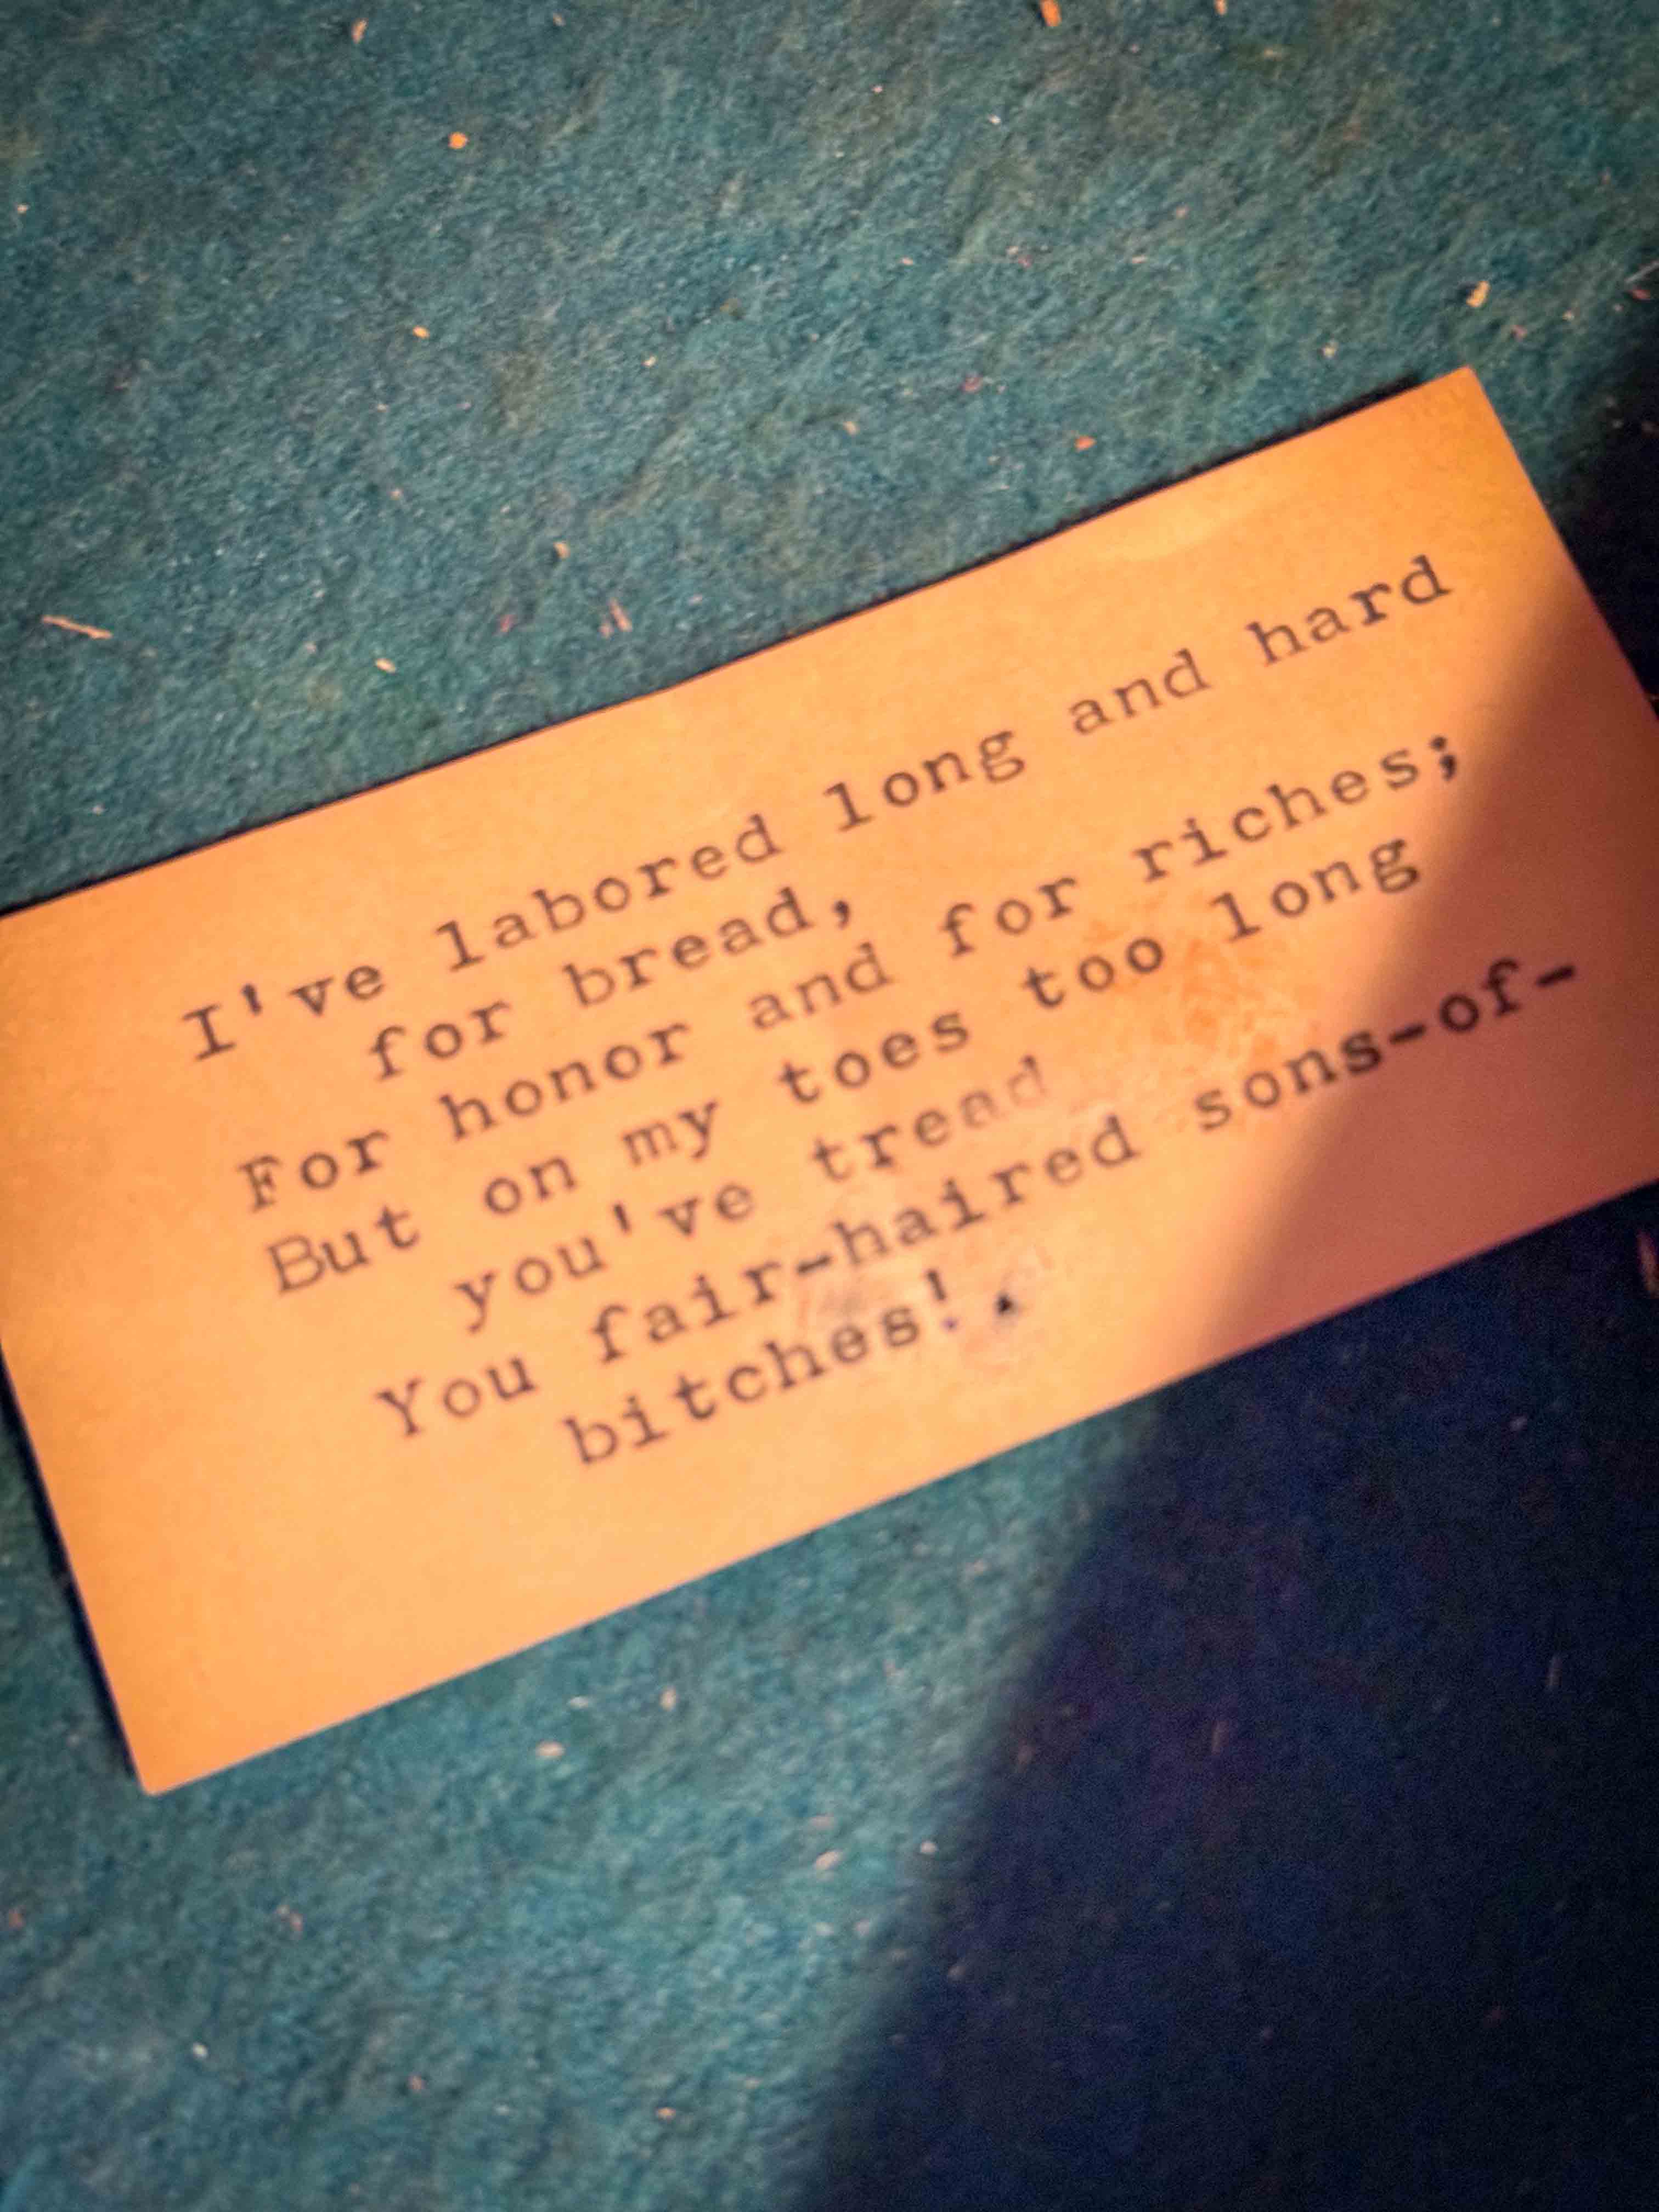 I've labored long and hard
for bread,
For honor and for riches;
But on my toes too long
you've tread
You fair-haired sons-of-
bitches!